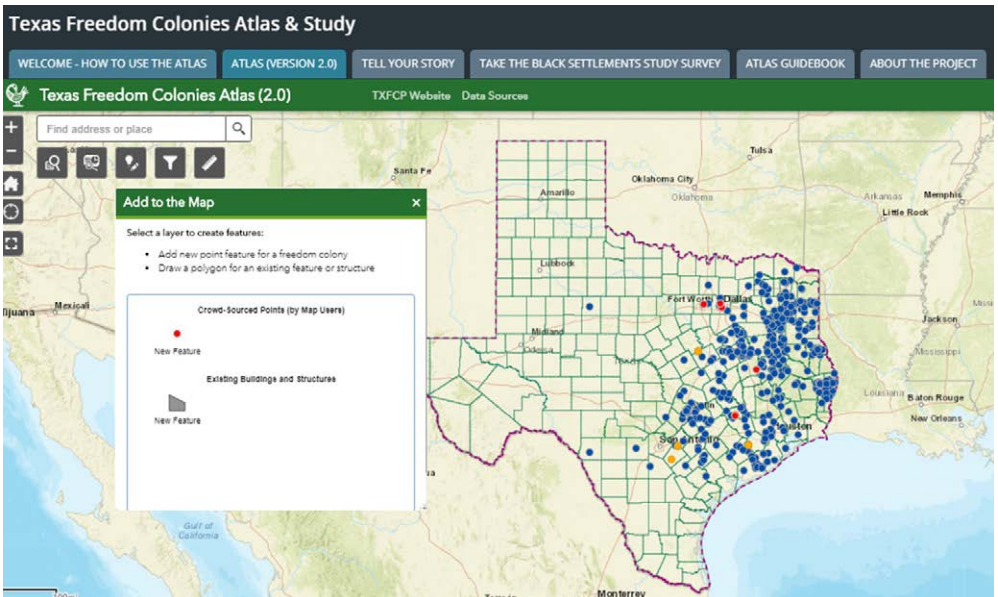 Texas Freedom Colonies Atlas & Study
WELCOME - HOW TO USE THE ATLAS
ATLAS (VERSION 2.0)
TELL YOUR STORY
TAKE THE BLACK SETTLEMENTS STUDY SURVEY
ATLAS GUIDEBOOK
ABOUT THE PROJECT
Texas Freedom Colonies Atlas (2.0)
TXFCP Website
Data Sources
Find address or place
Add to the Map
Select a layer to create features:
• Add new point feature for a freedom colony
• Draw a polygon for an existing feature or structure
Crowd-Sourced Points (by Map Users)
New Feature
Existing Buildings and Structures
New Feature
Santa Fe
Tulsa
Oklahoma City
Oklahoma
Amarillo
Arkansas
Memphis
Little Rock
Lubbock
Mexicali
Fort Worth
Dallas
Jackson
Midland
Odessa
Mississippi
Louisiana
Baton Rouge
New Orleans
Houston
San Antonio
Gulf of
California
Monterrey